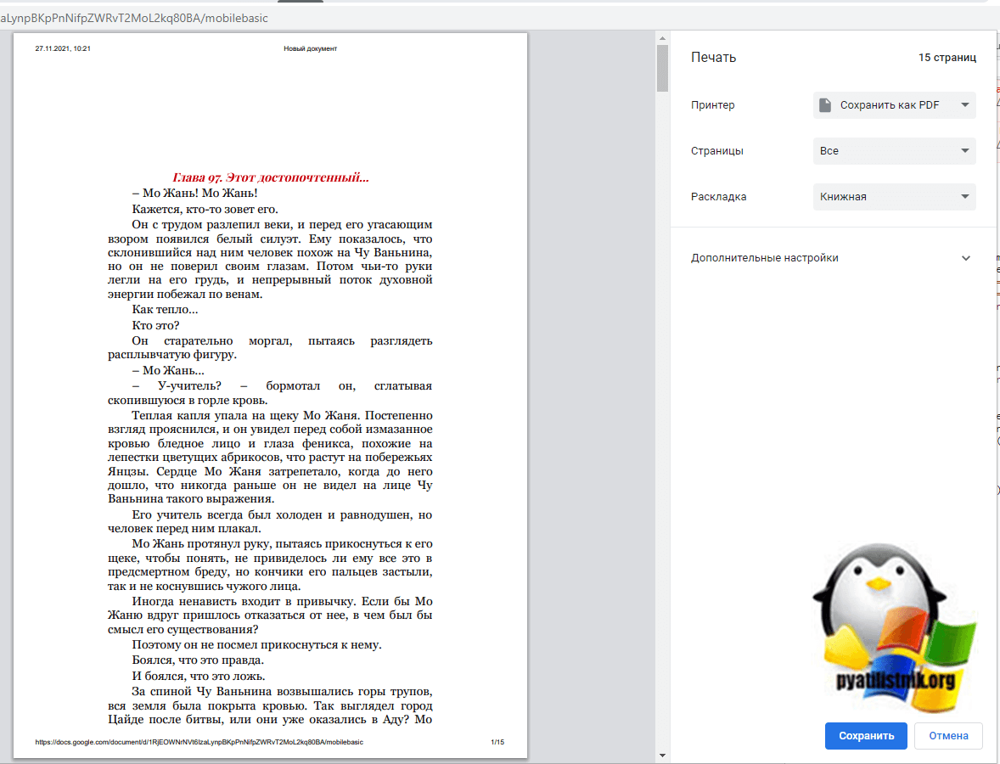 aLynpBKpPnNifpZWRvT2MoL2kq80BA/mobilebasic
27.11.2021, 10:21 Новый документ
Глава 97. Этот достопочтенный...
– Мо Жань! Мо Жань!
Кажется, кто-то зовет его.
Он с трудом разлепил веки, и перед его угасающим
взором появился белый силуэт. Ему показалось, что
склонившийся над ним человек похож на Чу Ваньнина,
но он не поверил своим глазам. Потом чьи-то руки
легли на его грудь, и непрерывный поток духовной
энергии побежал по венам.
Как тепло...
Кто это?
Он старательно моргал, пытаясь разглядеть
расплывчатую фигуру.
– Мо Жань...
– У-учитель? – бормотал он, сглатывая
скопившуюся в горле кровь.
Теплая капля упала на щеку Мо Жаня. Постепенно
взгляд прояснился, и он увидел перед собой измазанное
кровью бледное лицо и глаза феникса, похожие на
лепестки цветущих абрикосов, что растут на побережьях
Янцзы. Сердце Мо Жаня затрепетало, когда до него
дошло, что никогда раньше он не видел на лице Чу
Ваньнина такого выражения.
Его учитель всегда был холоден и равнодушен, но
человек перед ним плакал.
Мо Жань протянул руку, пытаясь прикоснуться к его
щеке, чтобы понять, не привиделось ли ему все это в
предсмертном бреду, но кончики его пальцев застыли,
так и не коснувшись чужого лица.
Иногда ненависть входит в привычку. Если бы Мо
Жаню вдруг пришлось отказаться от нее, в чем был бы
смысл его существования?
Поэтому он не посмел прикоснуться к нему.
Боялся, что это правда.
И боялся, что это ложь.
За спиной Чу Ваньнина возвышались горы трупов,
вся земля была покрыта кровью. Так выглядел город
Цайде после битвы, или они уже оказались в Аду? Мо
https://docs.google.com/document/d/1RjEOWNrNVt6IzaLynpBKpPnNifpZWRvT2MoL2kq80BA/mobilebasic 1/15
Печать 15 страниц
Принтер Сохранить как PDF
Страницы Все
Раскладка Книжная
Дополнительные настройки
pyatilistnik.org
Сохранить Отмена